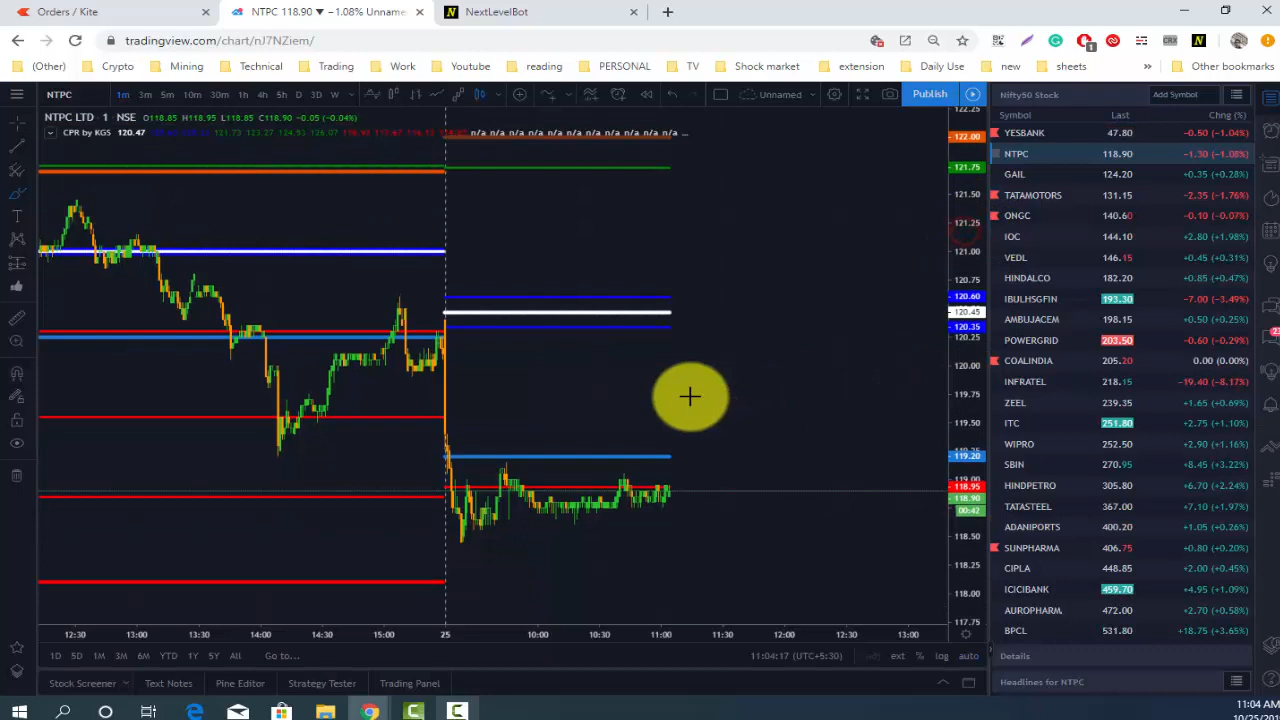 Orders / Kite
NTPC 118.90 ▼ −1.08% Unname
NextLevelBot
tradingview.com/chart/nJ7NZiem/
(Other) Crypto Mining Technical Trading Work Youtube reading PERSONAL TV Stock market extension Daily Use new sheets » Other bookmarks
NTPC 1m 3m 5m 10m 30m 1h 4h 5h D 2D W Unnamed Publish
Nifty50 Stock Add Symbol
NTPC LTD · 1 · NSE O118.85 H118.95 L118.85 C118.90 −0.05 (−0.04%)
CPR by KGS 120.47 n/a n/a n/a n/a n/a n/a n/a n/a n/a n/a n/a ...
122.25
122.00
121.75
121.50
121.25
121.00
120.75
120.60
120.45
120.35
120.25
120.00
119.75
119.50
119.20
119.00
118.95
118.90
00:42
118.50
118.25
118.00
117.75
12:30 13:00 13:30 14:00 14:30 15:00 25 10:00 10:30 11:00 11:30 12:00 12:30 13:00
1D 5D 1M 3M 6M YTD 1Y 5Y All Go to... 11:04:17 (UTC+5:30) ext % log auto
Stock Screener Text Notes Pine Editor Strategy Tester Trading Panel
Symbol Last Chng (%)
YESBANK 47.80 −0.50 (−1.04%)
NTPC 118.90 −1.30 (−1.08%)
GAIL 124.20 +0.35 (+0.28%)
TATAMOTORS 131.15 −2.35 (−1.76%)
ONGC 140.60 −0.10 (−0.07%)
IOC 144.10 +2.80 (+1.98%)
VEDL 146.15 +0.45 (+0.31%)
HINDALCO 182.20 +0.85 (+0.47%)
IBULHSGFIN 193.30 −7.00 (−3.49%)
AMBUJACEM 198.15 +0.50 (+0.25%)
POWERGRID 203.50 −0.60 (−0.29%)
COALINDIA 205.20 0.00 (0.00%)
INFRATEL 218.15 −19.40 (−8.17%)
ZEEL 239.35 +1.65 (+0.69%)
ITC 251.80 +2.75 (+1.10%)
WIPRO 252.50 +2.90 (+1.16%)
SBIN 270.95 +8.45 (+3.22%)
HINDPETRO 305.80 +6.70 (+2.24%)
TATASTEEL 367.00 +7.10 (+1.97%)
ADANIPORTS 400.20 +1.05 (+0.26%)
SUNPHARMA 406.75 +0.80 (+0.20%)
CIPLA 448.85 +2.00 (+0.45%)
ICICIBANK 459.70 +4.95 (+1.09%)
AUROPHARM 472.00 +2.70 (+0.58%)
BPCL 531.80 +18.75 (+3.65%)
Details
Headlines for NTPC
11:04 AM